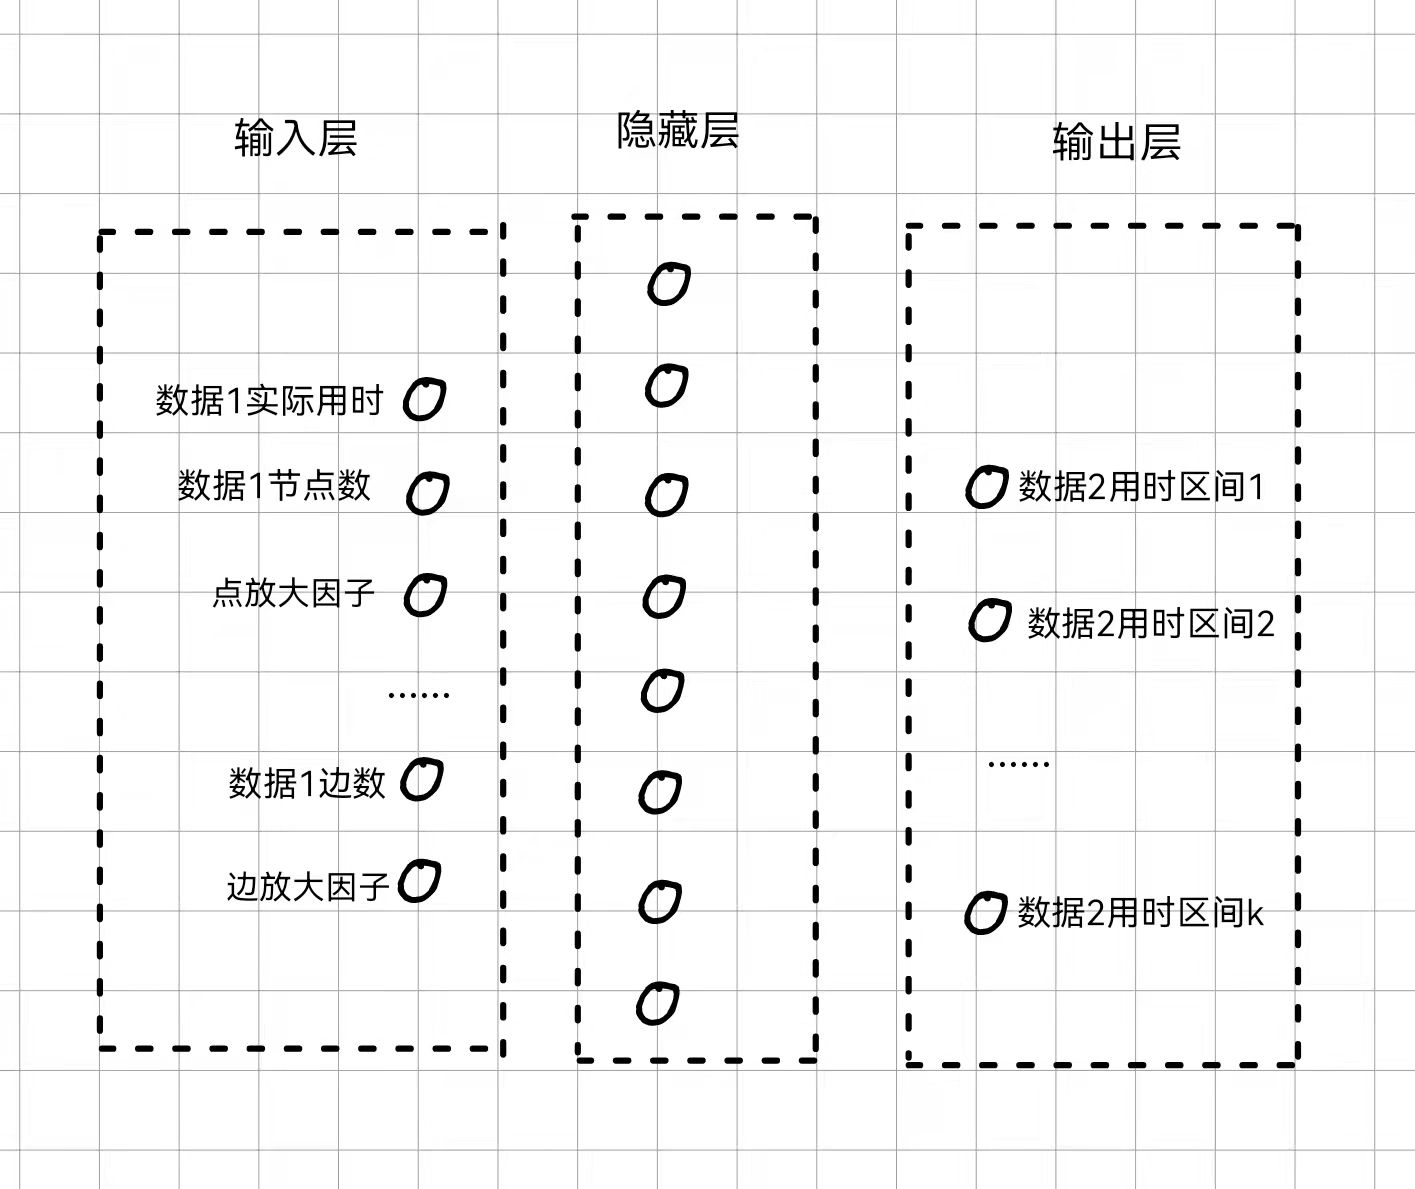 输入层
隐藏层
输出层
数据1实际用时
数据1节点数
点放大因子
……
数据1边数
边放大因子
数据2用时区间1
数据2用时区间2
……
数据2用时区间k